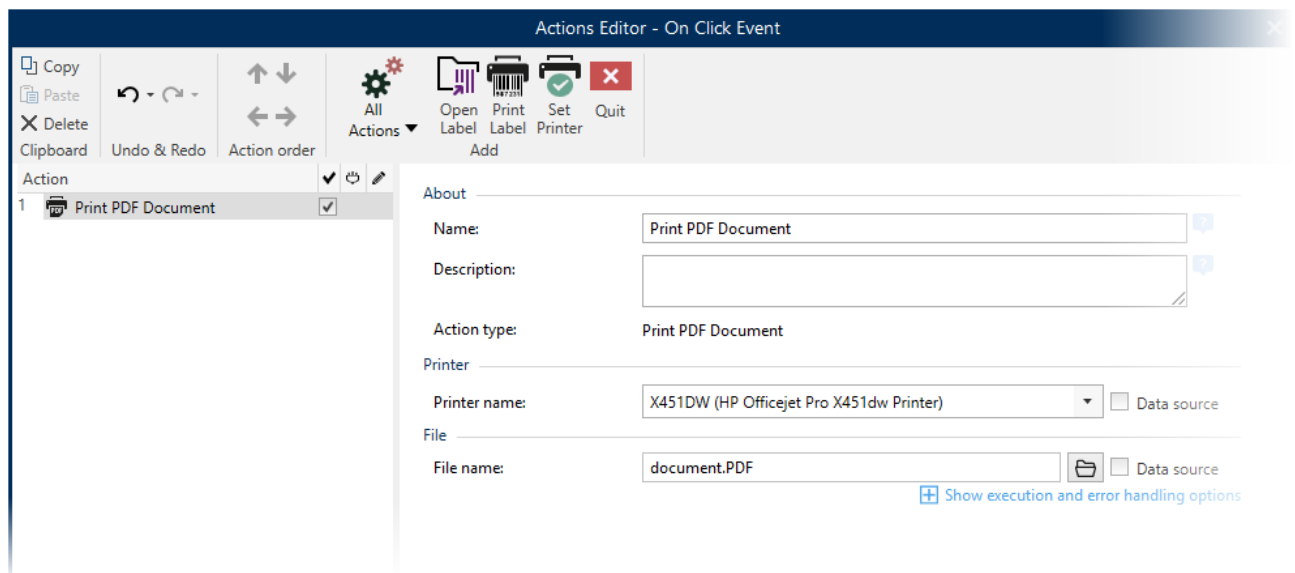 Actions Editor - On Click Event
Copy
Paste
Delete
Clipboard
Undo & Redo
Action order
All
Actions
987231
Open
Label
Print
Label
Set
Printer
Quit
Add
Action
1 PDF Print PDF Document
About
Name: Print PDF Document
Description:
Action type: Print PDF Document
Printer
Printer name: X451DW (HP Officejet Pro X451dw Printer) Data source
File
File name: document.PDF Data source
Show execution and error handling options